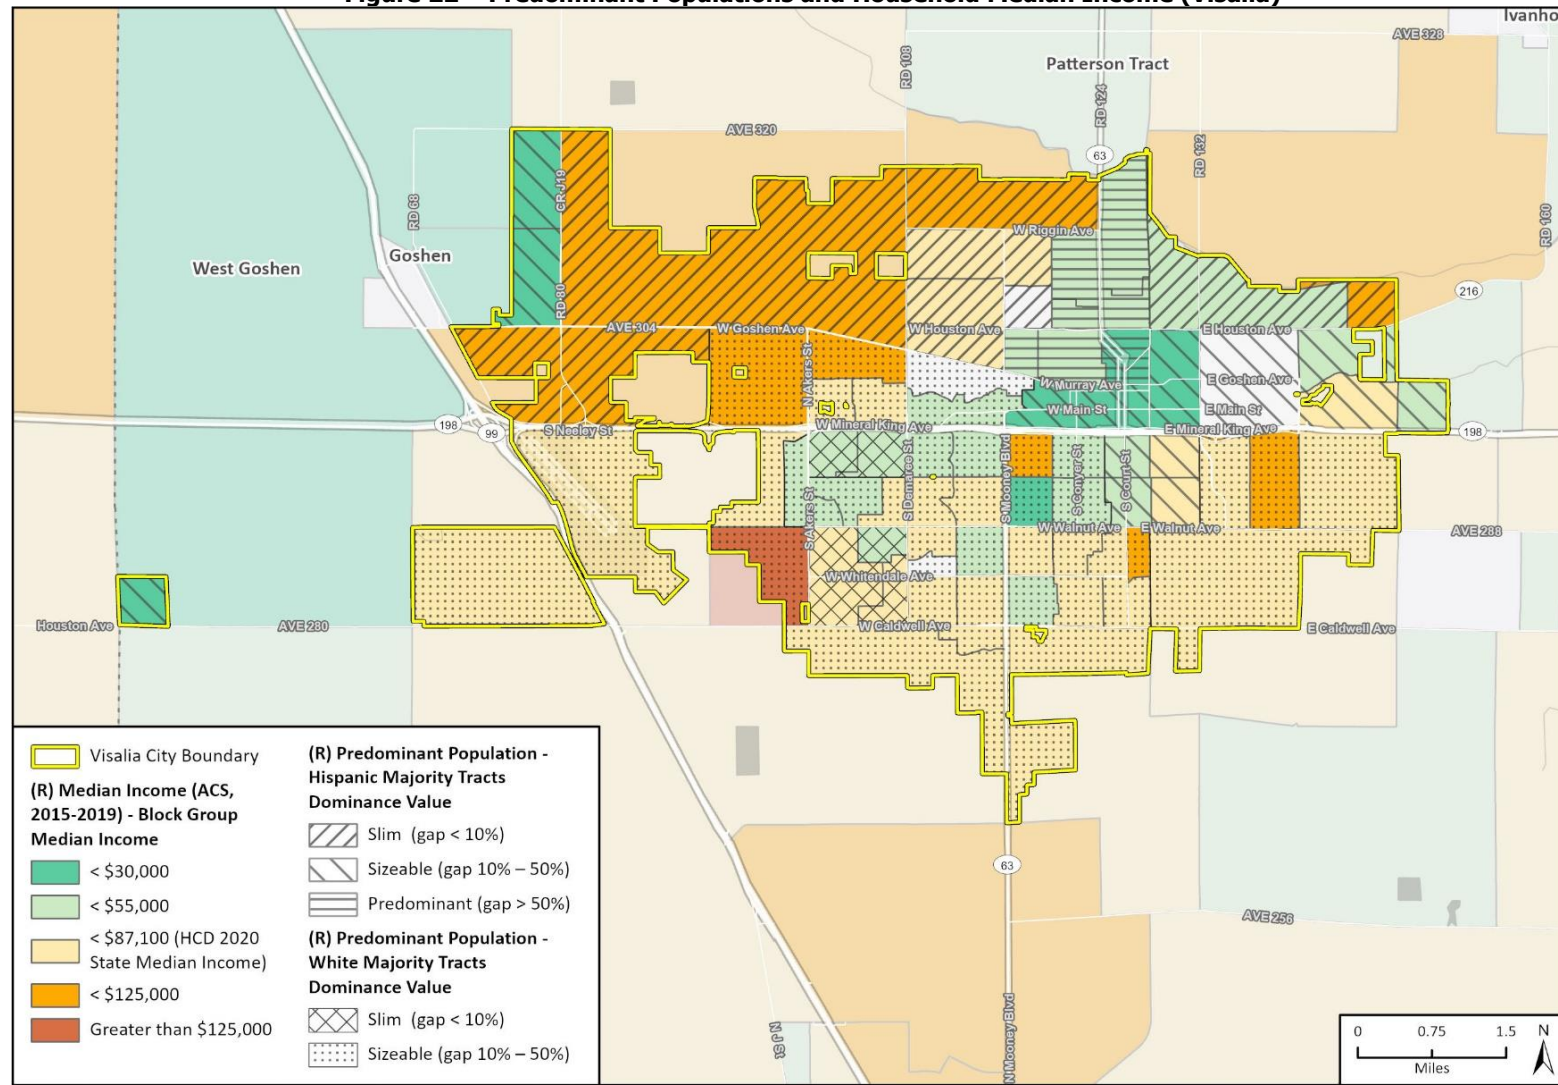 Figure 22 – Predominant Populations and Household Median Income (Visalia)
Ivanho
AVE 328
Patterson Tract
RD 108
RD 124
RD 132
RD 160
AVE 320
63
CR J19
RD 68
W Riggin Ave
West Goshen
Goshen
216
RD 80
AVE 304
W Goshen Ave
W Houston Ave
E Houston Ave
N Akers St
W Murray Ave
E Goshen Ave
W Main St
E Main St
198
99
S Neeley St
W Mineral King Ave
E Mineral King Ave
198
S Demaree St
S Mooney Blvd
S Conyer St
S Court St
S Akers St
W Walnut Ave
E Walnut Ave
AVE 288
W Whitendale Ave
Houston Ave
AVE 280
W Caldwell Ave
E Caldwell Ave
63
AVE 256
N Mooney Blvd
N J St
Visalia City Boundary
(R) Median Income (ACS,
2015-2019) - Block Group
Median Income
< $30,000
< $55,000
< $87,100 (HCD 2020
State Median Income)
< $125,000
Greater than $125,000
(R) Predominant Population -
Hispanic Majority Tracts
Dominance Value
Slim (gap < 10%)
Sizeable (gap 10% – 50%)
Predominant (gap > 50%)
(R) Predominant Population -
White Majority Tracts
Dominance Value
Slim (gap < 10%)
Sizeable (gap 10% – 50%)
0 0.75 1.5
Miles
N